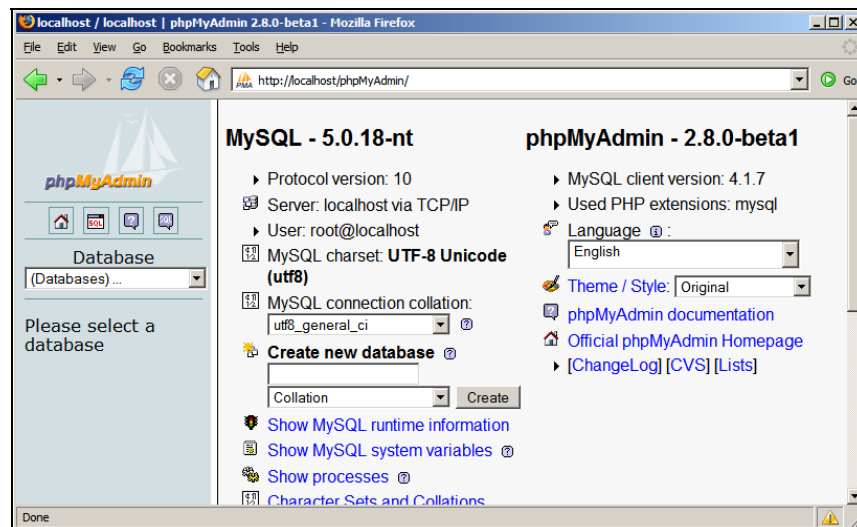 localhost / localhost | phpMyAdmin 2.8.0-beta1 - Mozilla Firefox
File Edit View Go Bookmarks Tools Help
PMA http://localhost/phpMyAdmin/ Go
phpMyAdmin
SQL
SQL
Database
(Databases) ...
Please select a
database
MySQL - 5.0.18-nt
Protocol version: 10
Server: localhost via TCP/IP
User: root@localhost
MySQL charset: UTF-8 Unicode
(utf8)
MySQL connection collation:
utf8_general_ci
Create new database
Collation Create
Show MySQL runtime information
Show MySQL system variables
Show processes
Character Sets and Collations
phpMyAdmin - 2.8.0-beta1
MySQL client version: 4.1.7
Used PHP extensions: mysql
Language :
English
Theme / Style: Original
phpMyAdmin documentation
Official phpMyAdmin Homepage
[ChangeLog] [CVS] [Lists]
Done